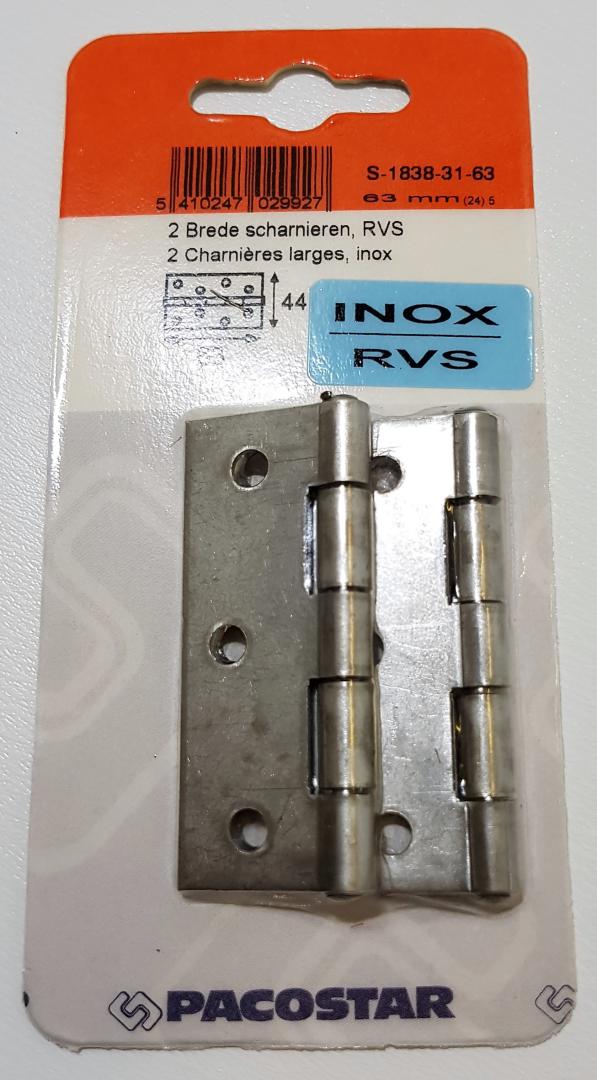 S-1838-31-63
5 410247 029927
63 mm (24) 5
2 Brede scharnieren, RVS
2 Charnières larges, inox
44
63
INOX
RVS
PACOSTAR